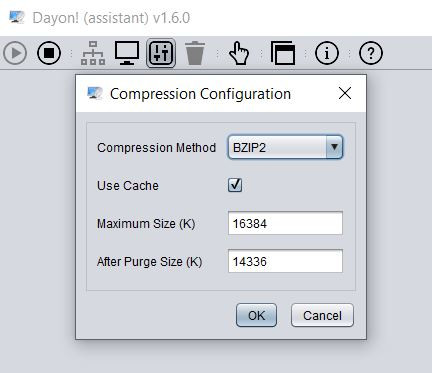 Dayon! (assistant) v1.6.0
Compression Configuration
Compression Method BZIP2
Use Cache
Maximum Size (K) 16384
After Purge Size (K) 14336
OK Cancel